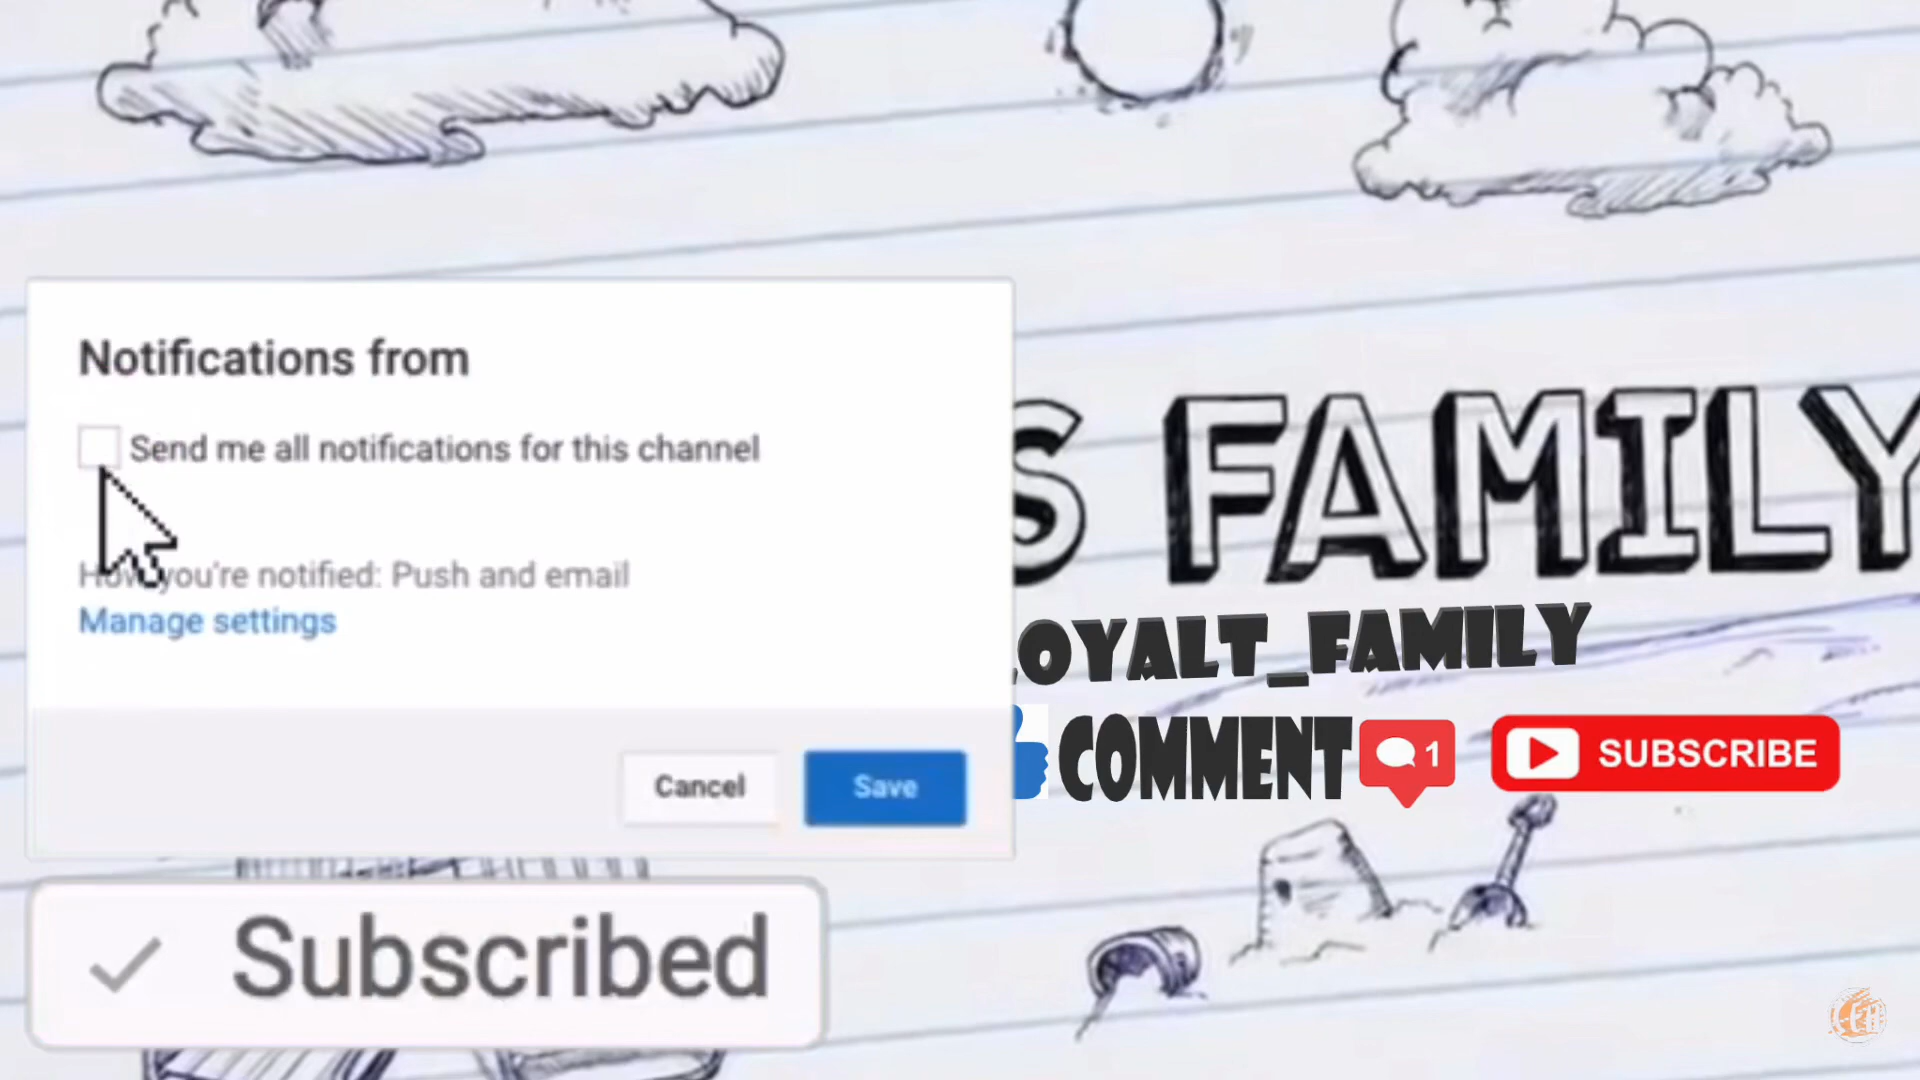 Notifications from
Send me all notifications for this channel
How you're notified: Push and email
Manage settings
Cancel
Save
Subscribed
S FAMILY
OYALT_FAMILY
COMMENT
1
SUBSCRIBE